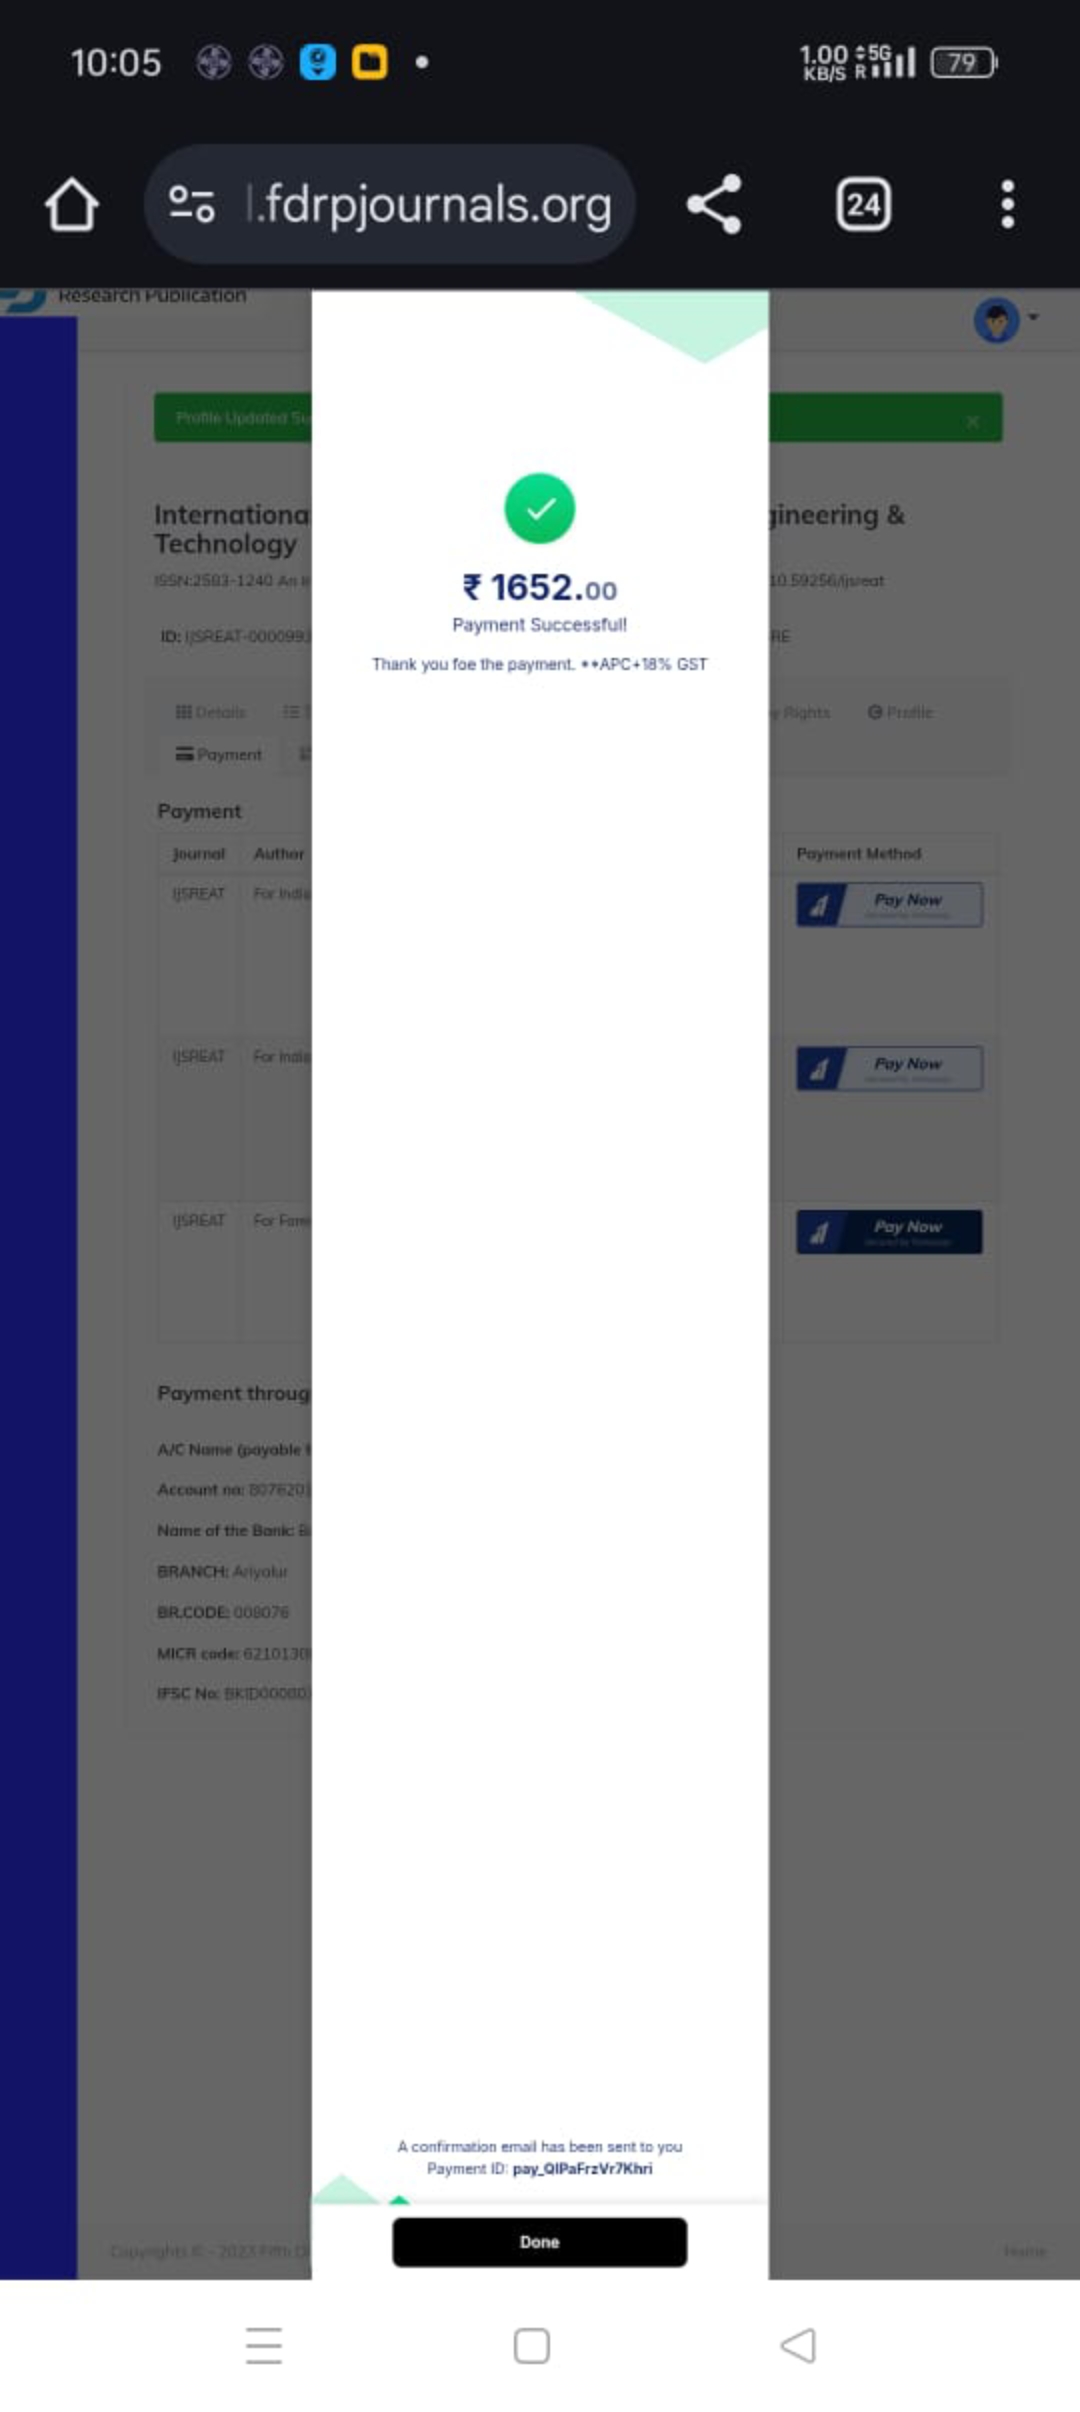 10:05
1.00 KB/S
5G
R
79
.fdrpjournals.org
24
Research Publication
Profile Updated
₹ 1652.00
Payment Successful!
Thank you foe the payment. **APC+18% GST
Internationa gineering &
Technology
ISSN:2583-1240 An 10.59256/ijsreat
ID: IJSREAT-000099 RE
Details y Rights Profile
Payment
Payment
Journal Author Payment Method
IJSREAT For India Pay Now
IJSREAT For India Pay Now
IJSREAT For Pay Now
Payment throug
A/C Name (payable
Account no: 807620
Name of the Bank:
BRANCH: Ariyalur
BR.CODE: 008076
MICR code: 6210130
IFSC No: BKID00080
A confirmation email has been sent to you
Payment ID: pay_QIPaFrzVr7Khri
Done
Copyrights © - 2023 Fifth Home